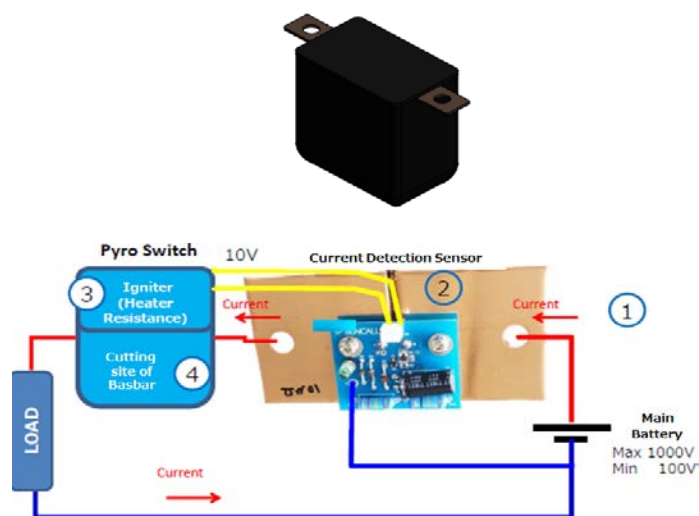 Pyro Switch
10V
Current Detection Sensor
3
Igniter
(Heater
Resistance)
Current
2
Current
1
Cutting
site of
Basbar
4
10mΩ
LOAD
Main
Battery
Max 1000V
Min 100V
Current